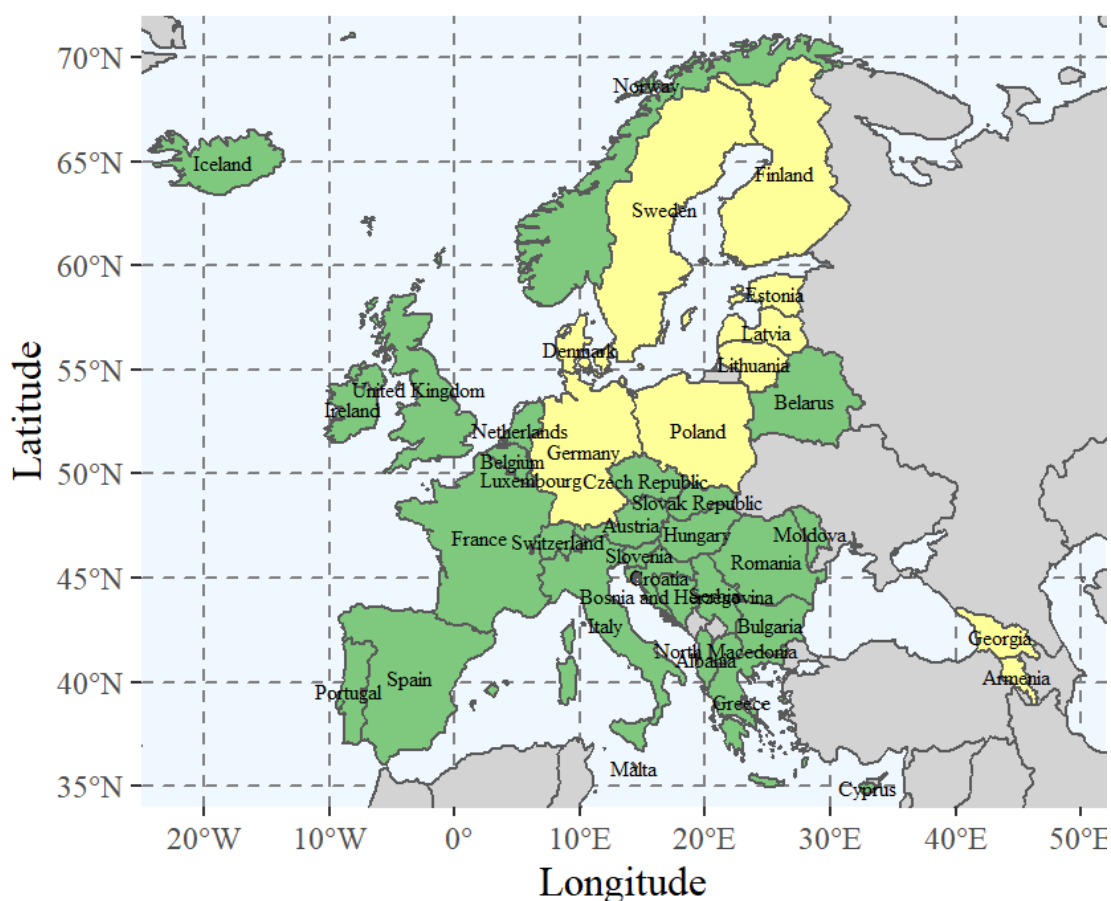 70°N
Norway
65°N
Iceland
Finland
Sweden
60°N
Estonia
Latvia
Denmark
Lithuania
55°N
United Kingdom
Ireland
Belarus
Netherlands
Poland
Germany
Belgium
50°N
Luxembourg
Czech Republic
Slovak Republic
Austria
France
Switzerland
Hungary
Moldova
Slovenia
Romania
45°N
Croatia
Bosnia and Herzegovina
Serbia
Italy
Bulgaria
Georgia
North Macedonia
Albania
Armenia
40°N
Spain
Portugal
Greece
Malta
35°N
Cyprus
20°W
10°W
0°
10°E
20°E
30°E
40°E
50°E
Longitude
Latitude